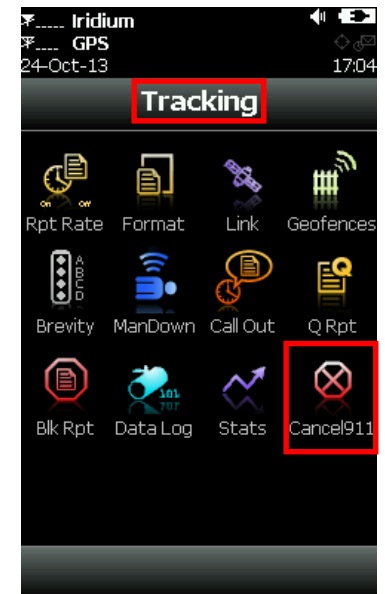 Iridium
GPS
24-Oct-13 17:04
Tracking
Rpt Rate Format Link Geofences
Brevity ManDown Call Out Q Rpt
Blk Rpt Data Log Stats Cancel911